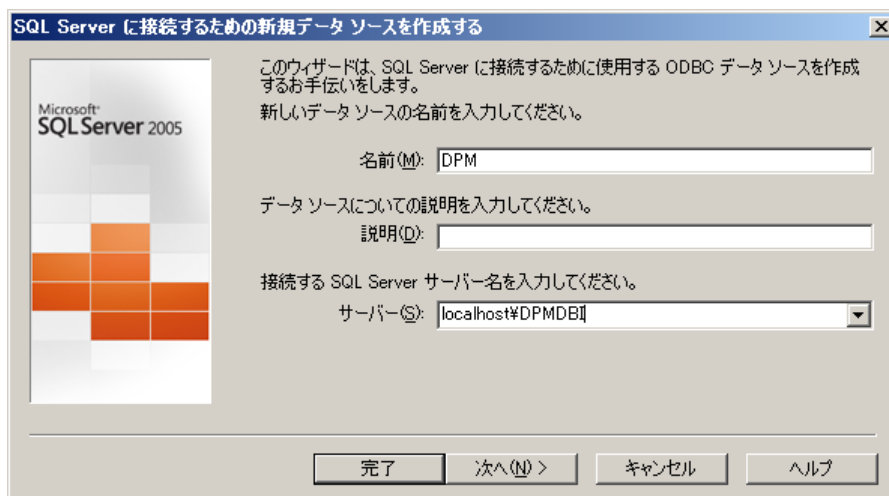 SQL Server に接続するための新規データ ソースを作成する
Microsoft
SQL Server 2005
このウィザードは、SQL Server に接続するために使用する ODBC データ ソースを作成
するお手伝いをします。
新しいデータ ソースの名前を入力してください。
名前(M): DPM
データ ソースについての説明を入力してください。
説明(D):
接続する SQL Server サーバー名を入力してください。
サーバー(S): localhost¥DPMDBI
完了 次へ(N) > キャンセル ヘルプ